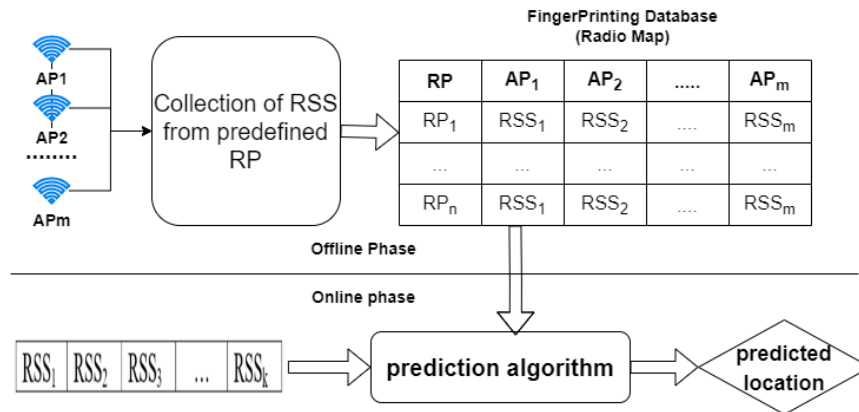 FingerPrinting Database
(Radio Map)
AP1
AP2
........
APm
Collection of RSS
from predefined
RP
RP AP1 AP2 ..... APm
RP1 RSS1 RSS2 .... RSSm
... ... ... ...
RPn RSS1 RSS2 .... RSSm
Offline Phase
Online phase
RSS1 RSS2 RSS3 ... RSSk
prediction algorithm
predicted
location